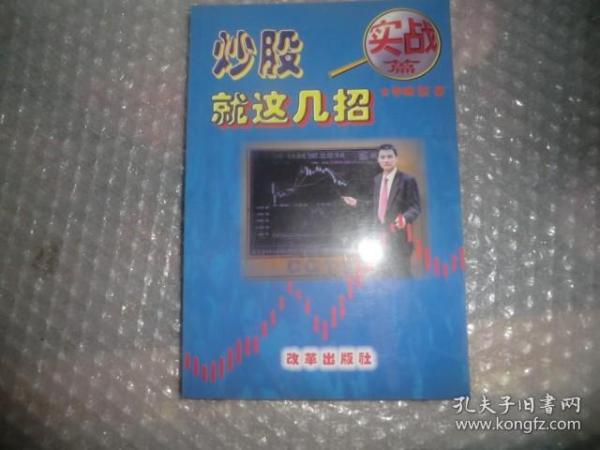 炒股
就这几招
实战
篇
改革出版社
孔夫子旧书网
www.kongfz.com